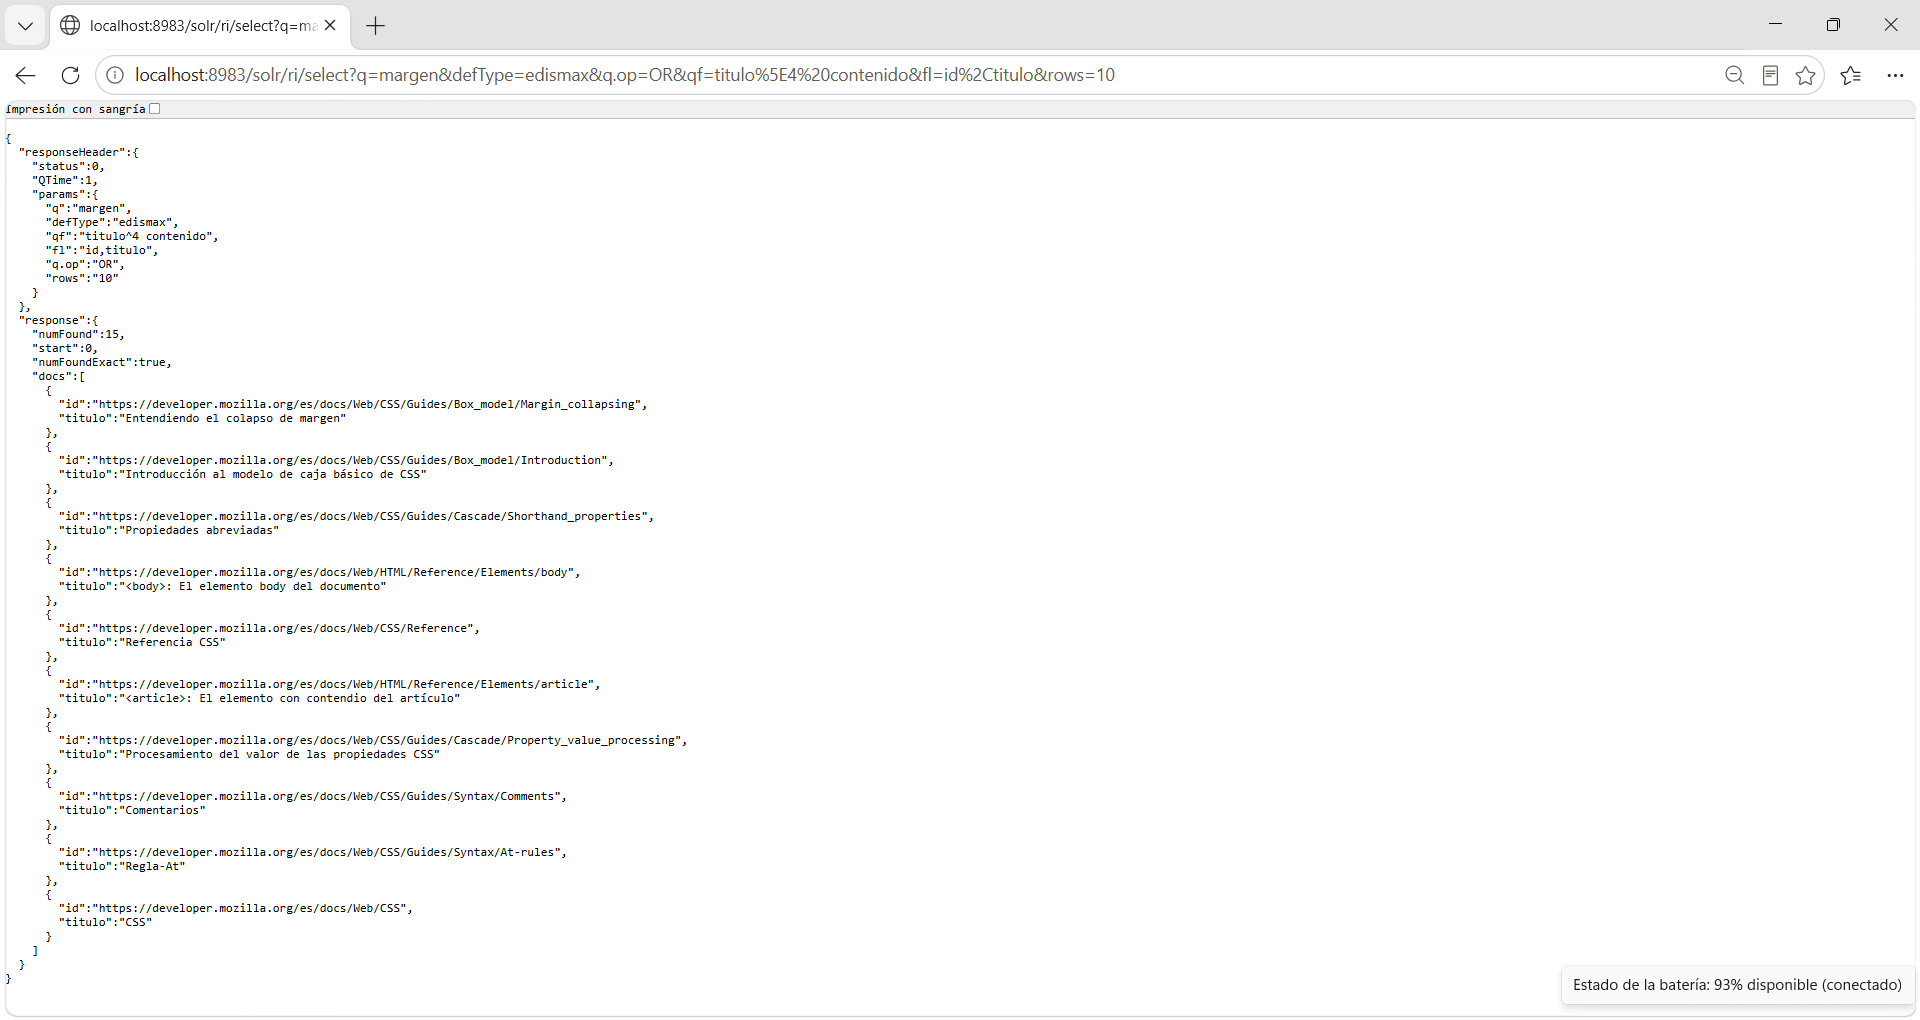 localhost:8983/solr/ri/select?q=ma
localhost:8983/solr/ri/select?q=margen&defType=edismax&q.op=OR&qf=titulo%5E4%20contenido&fl=id%2Ctitulo&rows=10
Impresión con sangría
{
  "responseHeader":{
    "status":0,
    "QTime":1,
    "params":{
      "q":"margen",
      "defType":"edismax",
      "qf":"titulo^4 contenido",
      "fl":"id,titulo",
      "q.op":"OR",
      "rows":"10"
    }
  },
  "response":{
    "numFound":15,
    "start":0,
    "numFoundExact":true,
    "docs":[
      {
        "id":"https://developer.mozilla.org/es/docs/Web/CSS/Guides/Box_model/Margin_collapsing",
        "titulo":"Entendiendo el colapso de margen"
      },
      {
        "id":"https://developer.mozilla.org/es/docs/Web/CSS/Guides/Box_model/Introduction",
        "titulo":"Introducción al modelo de caja básico de CSS"
      },
      {
        "id":"https://developer.mozilla.org/es/docs/Web/CSS/Guides/Cascade/Shorthand_properties",
        "titulo":"Propiedades abreviadas"
      },
      {
        "id":"https://developer.mozilla.org/es/docs/Web/HTML/Reference/Elements/body",
        "titulo":"<body>: El elemento body del documento"
      },
      {
        "id":"https://developer.mozilla.org/es/docs/Web/CSS/Reference",
        "titulo":"Referencia CSS"
      },
      {
        "id":"https://developer.mozilla.org/es/docs/Web/HTML/Reference/Elements/article",
        "titulo":"<article>: El elemento con contendio del artículo"
      },
      {
        "id":"https://developer.mozilla.org/es/docs/Web/CSS/Guides/Cascade/Property_value_processing",
        "titulo":"Procesamiento del valor de las propiedades CSS"
      },
      {
        "id":"https://developer.mozilla.org/es/docs/Web/CSS/Guides/Syntax/Comments",
        "titulo":"Comentarios"
      },
      {
        "id":"https://developer.mozilla.org/es/docs/Web/CSS/Guides/Syntax/At-rules",
        "titulo":"Regla-At"
      },
      {
        "id":"https://developer.mozilla.org/es/docs/Web/CSS",
        "titulo":"CSS"
      }
    ]
  }
}
Estado de la batería: 93% disponible (conectado)